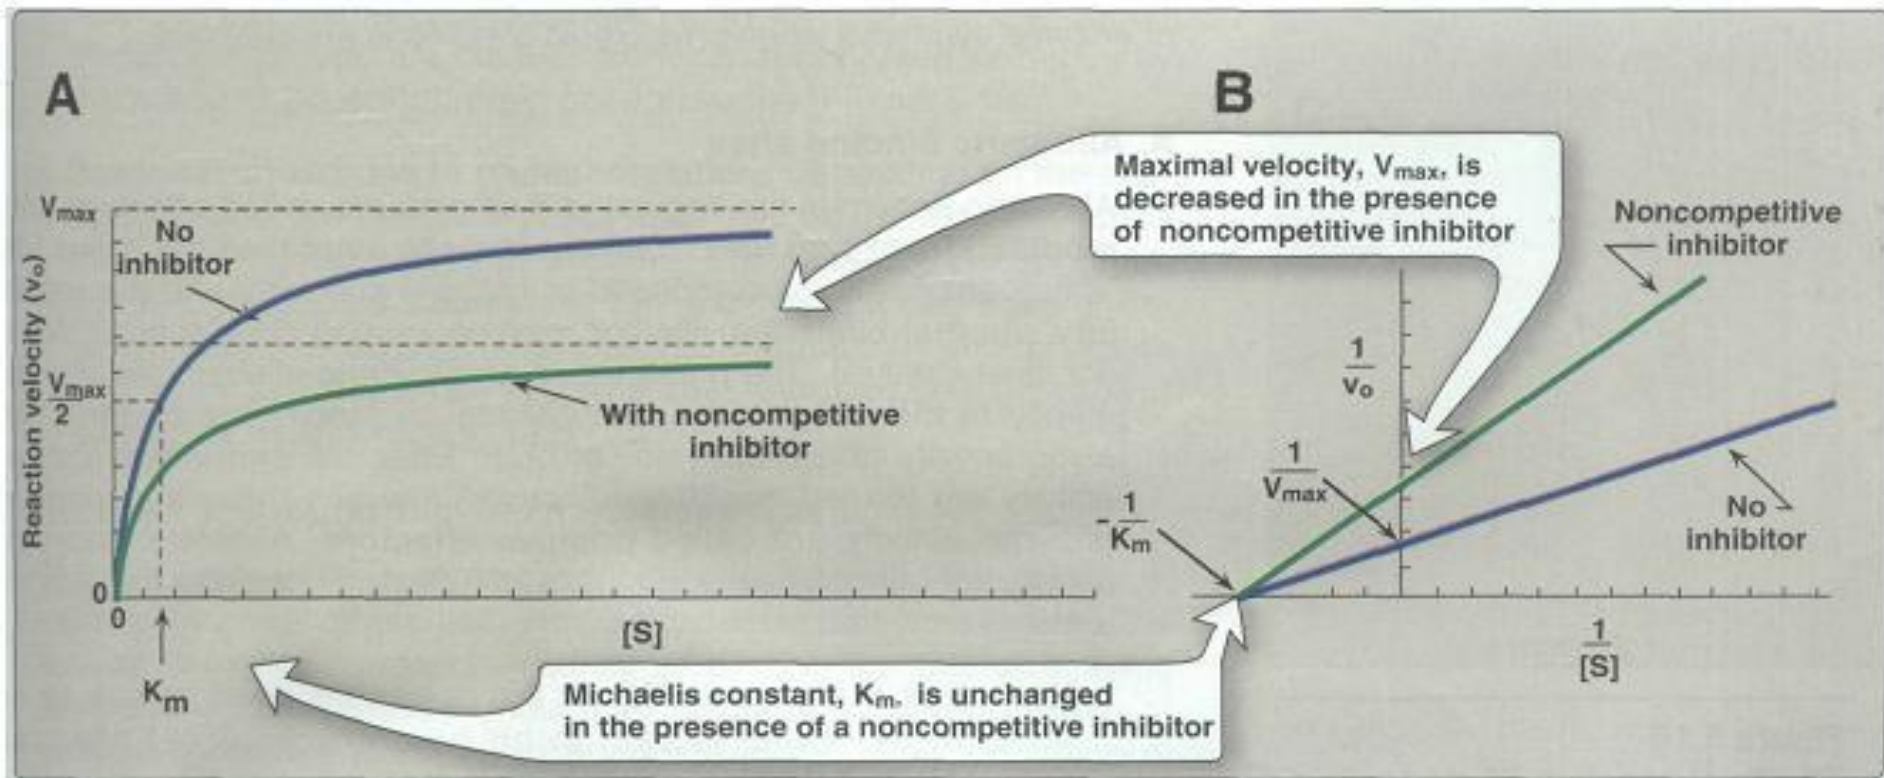 A
B
Maximal velocity, Vmax, is
decreased in the presence
of noncompetitive inhibitor
Noncompetitive
inhibitor
Vmax
No
inhibitor
Reaction velocity (vo)
Vmax
2
With noncompetitive
inhibitor
0
0
[S]
Km
1
vo
1
Vmax
-1
Km
No
inhibitor
1
[S]
Michaelis constant, Km, is unchanged
in the presence of a noncompetitive inhibitor